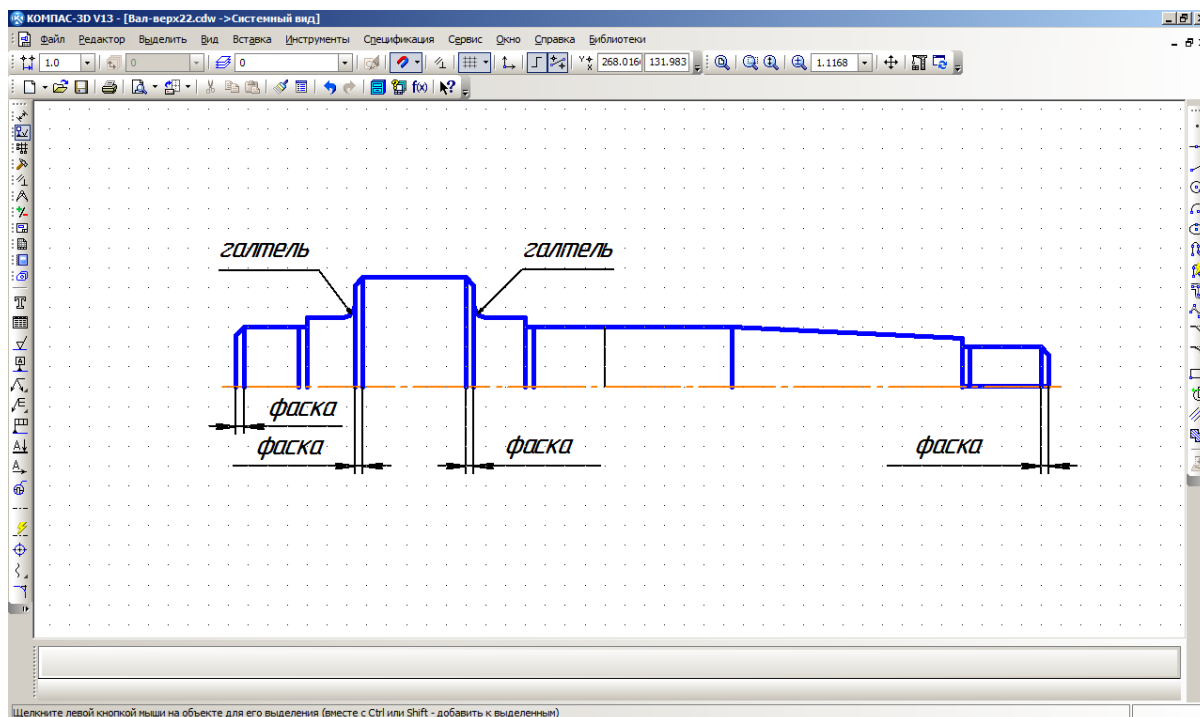 КОМПАС-3D V13 - [Вал-верх22.cdw ->Системный вид]
Файл Редактор Выделить Вид Вставка Инструменты Спецификация Сервис Окно Справка Библиотеки
1.0 0 0 268.016 131.983 1.1168
f(x)
галтель галтель
фаска
фаска фаска фаска
Щелкните левой кнопкой мыши на объекте для его выделения (вместе с Ctrl или Shift - добавить к выделенным)